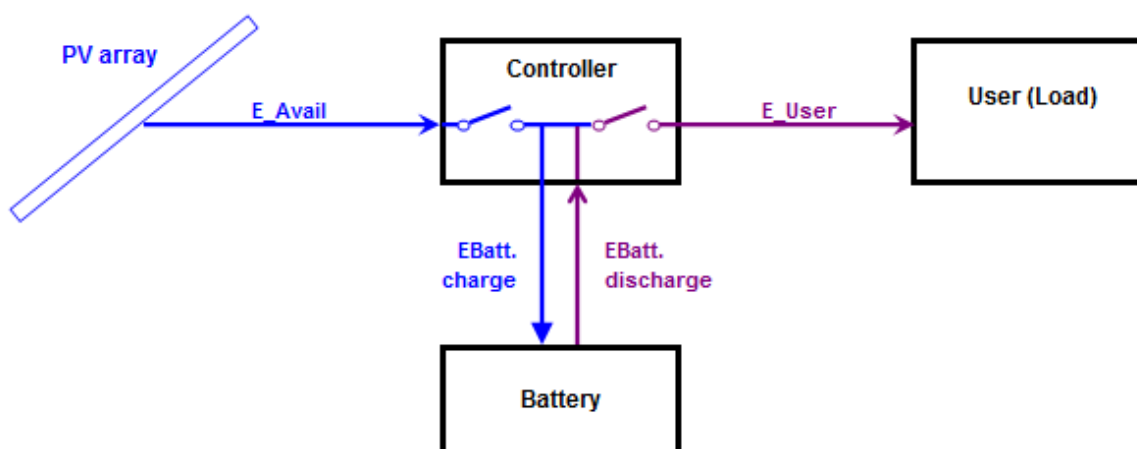 PV array
Controller
User (Load)
E_Avail
E_User
EBatt.
charge
EBatt.
discharge
Battery